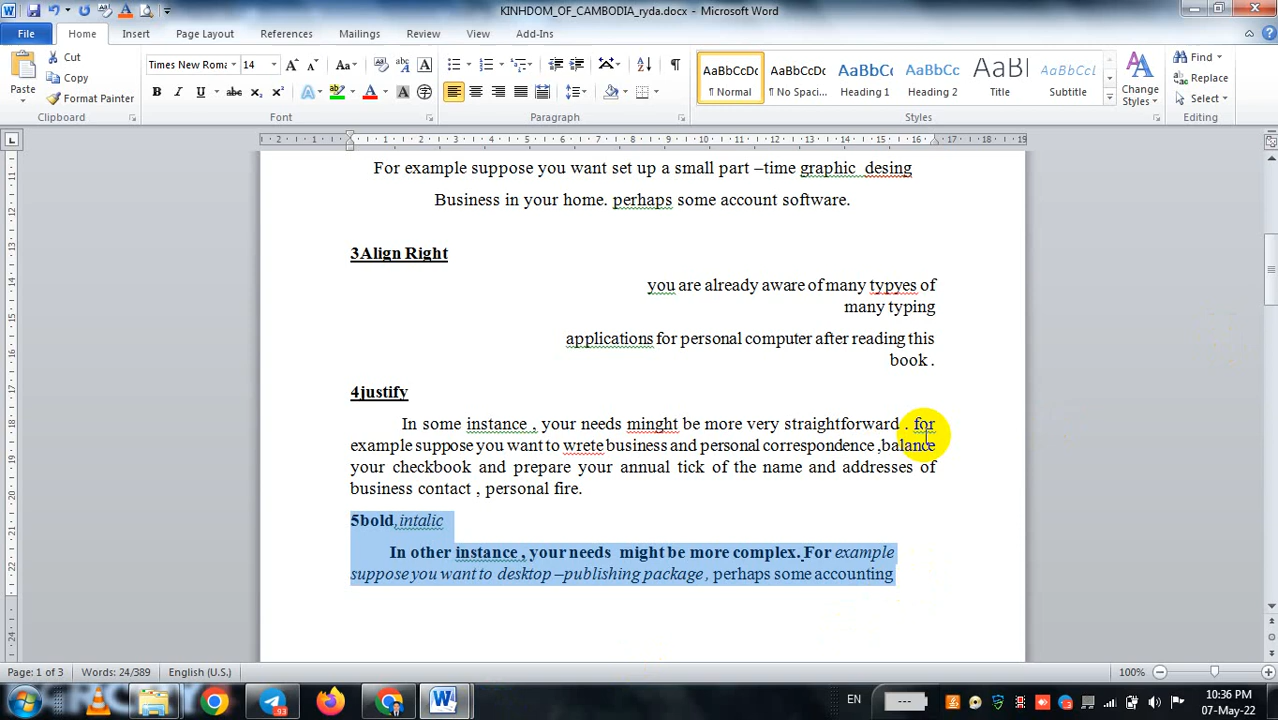 KINHDOM_OF_CAMBODIA_ryda.docx - Microsoft Word
File Home Insert Page Layout References Mailings Review View Add-Ins
Paste
Cut
Copy
Format Painter
Clipboard
Times New Roma 14
Font
Paragraph
AaBbCcDc AaBbCcDc AaBbCc AaBbCc AaBl AaBbCcI
¶ Normal ¶ No Spaci... Heading 1 Heading 2 Title Subtitle
Change Styles
Styles
Find
Replace
Select
Editing
For example suppose you want set up a small part –time graphic desing
Business in your home. perhaps some account software.
3Align Right
you are already aware of many typyes of
many typing
applications for personal computer after reading this
book .
4justify
In some instance , your needs minght be more very straightforward . for
example suppose you want to wrete business and personal correspondence ,balance
your checkbook and prepare your annual tick of the name and addresses of
business contact , personal fire.
5bold,intalic
In other instance , your needs might be more complex. For example
suppose you want to desktop –publishing package , perhaps some accounting
Page: 1 of 3 Words: 24/389 English (U.S.) 100%
93
EN
10:36 PM
07-May-22